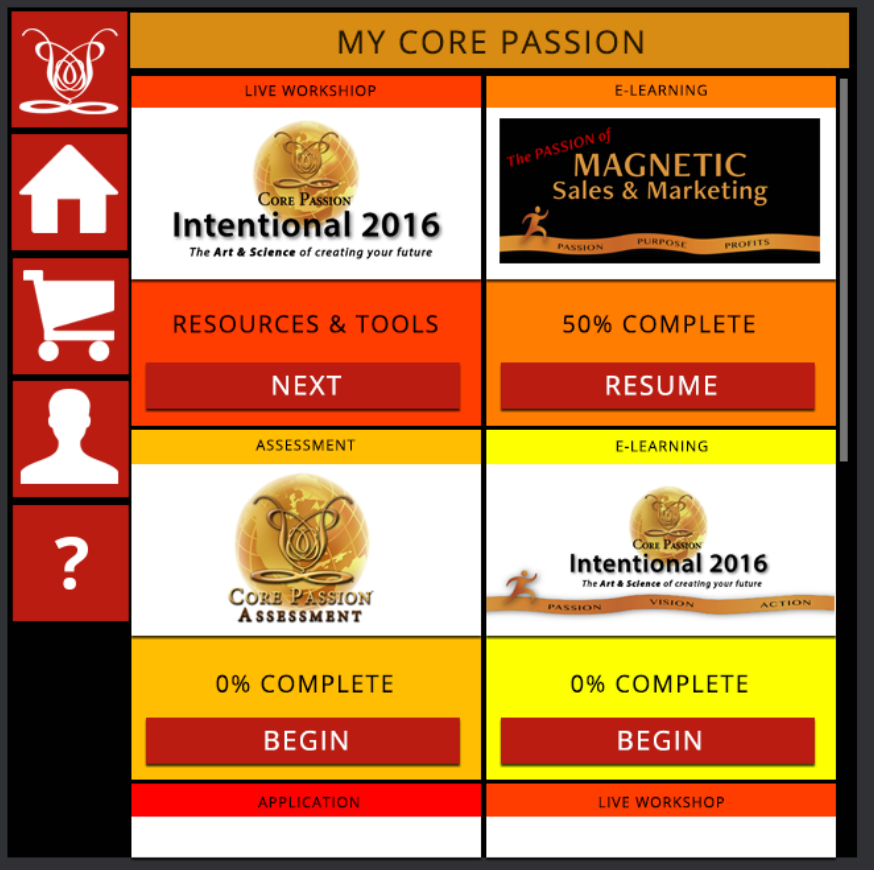 MY CORE PASSION
LIVE WORKSHIOP
CORE PASSION
Intentional 2016
The Art & Science of creating your future
RESOURCES & TOOLS
NEXT
E-LEARNING
The PASSION of
MAGNETIC
Sales & Marketing
PASSION PURPOSE PROFITS
50% COMPLETE
RESUME
ASSESSMENT
CORE PASSION
ASSESSMENT
0% COMPLETE
BEGIN
E-LEARNING
CORE PASSION
Intentional 2016
The Art & Science of creating your future
PASSION VISION ACTION
0% COMPLETE
BEGIN
?
APPLICATION
LIVE WORKSHOP